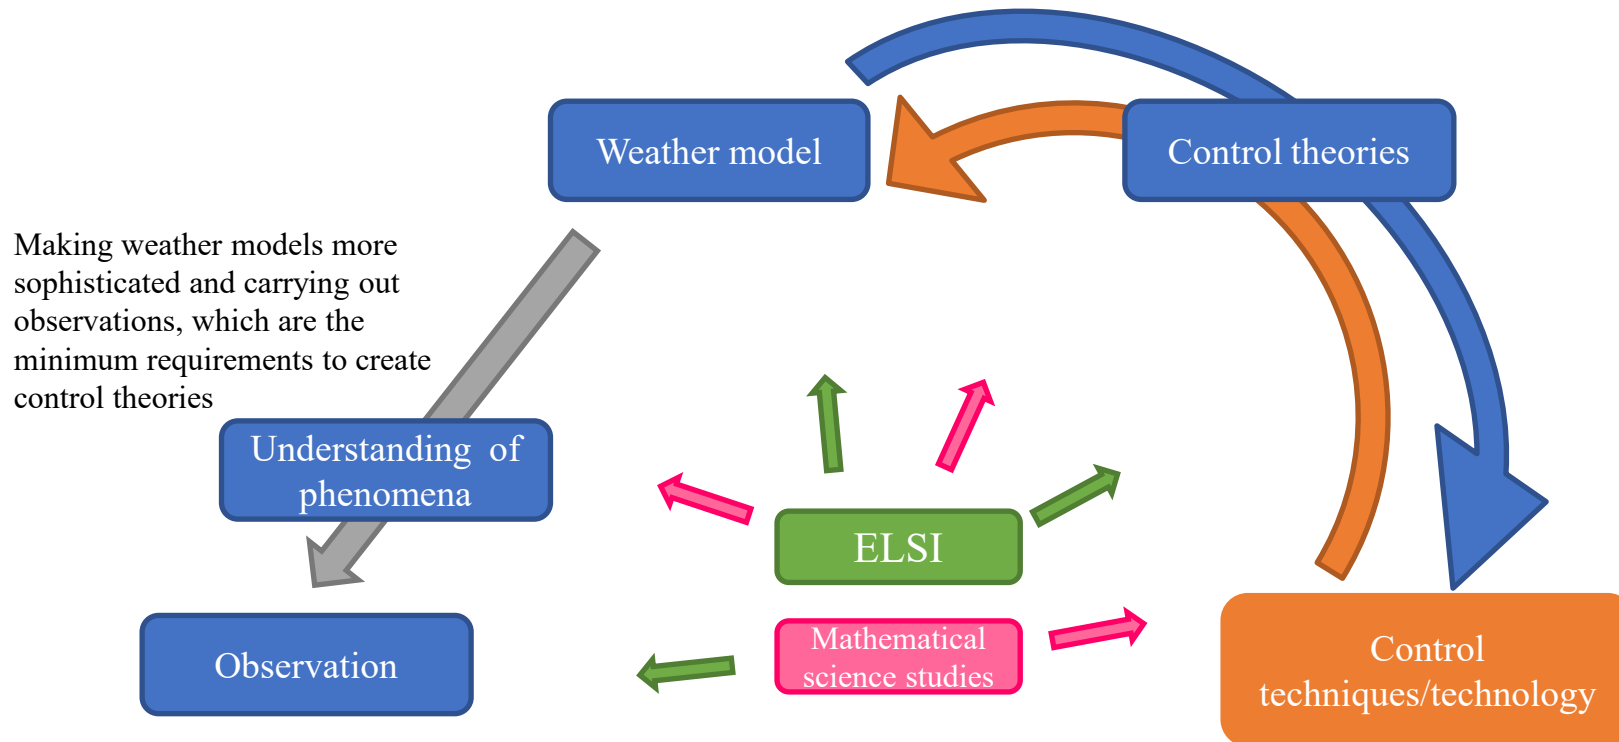 Weather model
Control theories
Making weather models more
sophisticated and carrying out
observations, which are the
minimum requirements to create
control theories
Understanding of
phenomena
ELSI
Mathematical
science studies
Observation
Control
techniques/technology